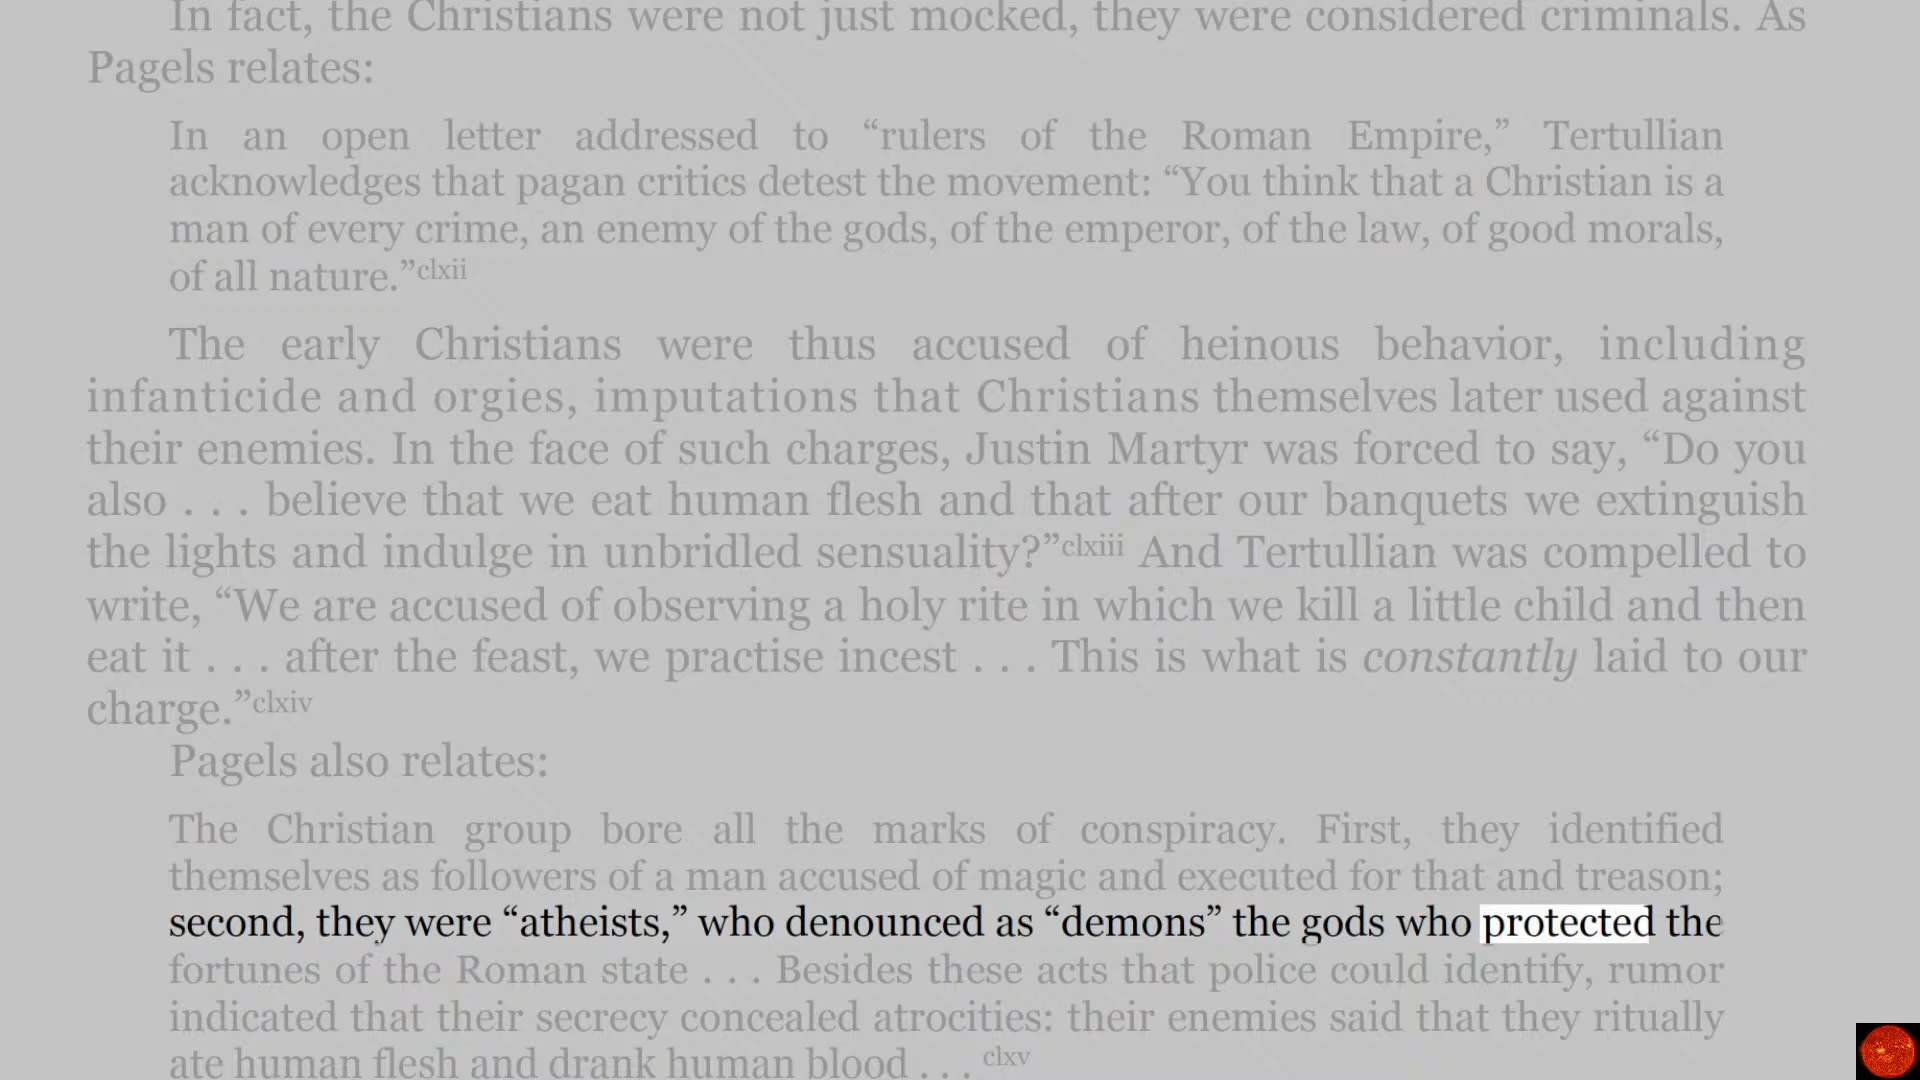 In fact, the Christians were not just mocked, they were considered criminals. As
Pagels relates:
In an open letter addressed to “rulers of the Roman Empire,” Tertullian
acknowledges that pagan critics detest the movement: “You think that a Christian is a
man of every crime, an enemy of the gods, of the emperor, of the law, of good morals,
of all nature.”clxii
The early Christians were thus accused of heinous behavior, including
infanticide and orgies, imputations that Christians themselves later used against
their enemies. In the face of such charges, Justin Martyr was forced to say, “Do you
also . . . believe that we eat human flesh and that after our banquets we extinguish
the lights and indulge in unbridled sensuality?”clxiii And Tertullian was compelled to
write, “We are accused of observing a holy rite in which we kill a little child and then
eat it . . . after the feast, we practise incest . . . This is what is constantly laid to our
charge.”clxiv
Pagels also relates:
The Christian group bore all the marks of conspiracy. First, they identified
themselves as followers of a man accused of magic and executed for that and treason;
second, they were “atheists,” who denounced as “demons” the gods who protected the
fortunes of the Roman state . . . Besides these acts that police could identify, rumor
indicated that their secrecy concealed atrocities: their enemies said that they ritually
ate human flesh and drank human blood . . . clxv